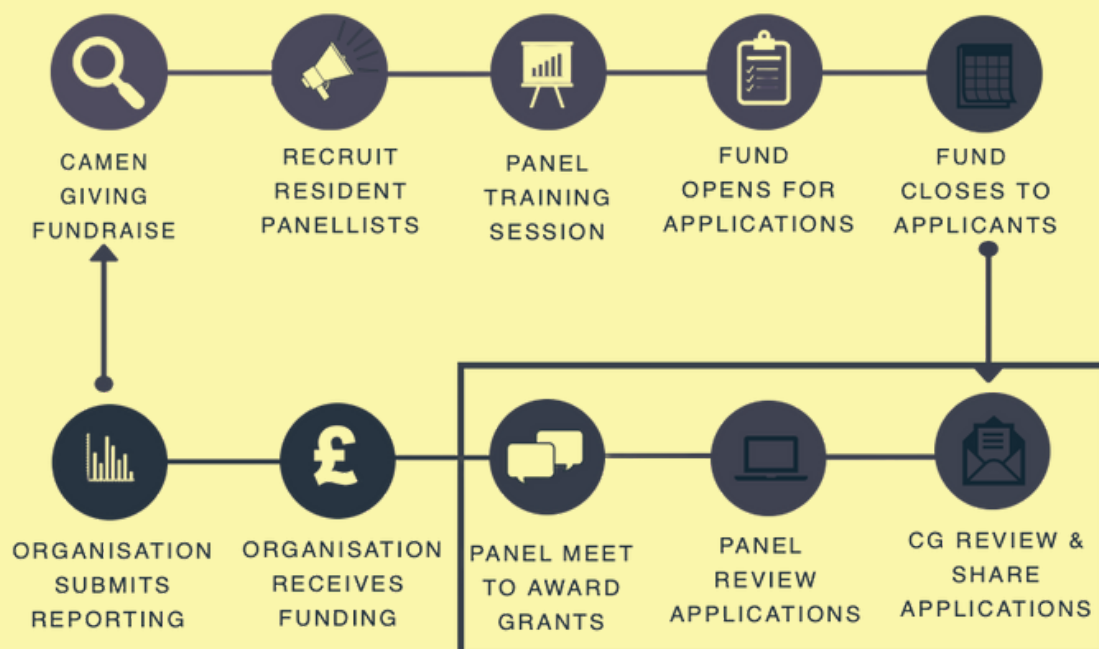 CAMEN
GIVING
FUNDRAISE
RECRUIT
RESIDENT
PANELLISTS
PANEL
TRAINING
SESSION
FUND
OPENS FOR
APPLICATIONS
FUND
CLOSES TO
APPLICANTS
ORGANISATION
SUBMITS
REPORTING
£
ORGANISATION
RECEIVES
FUNDING
PANEL MEET
TO AWARD
GRANTS
PANEL
REVIEW
APPLICATIONS
CG REVIEW &
SHARE
APPLICATIONS